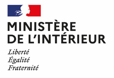 MINISTÈRE
DE L'INTÉRIEUR
Liberté
Égalité
Fraternité